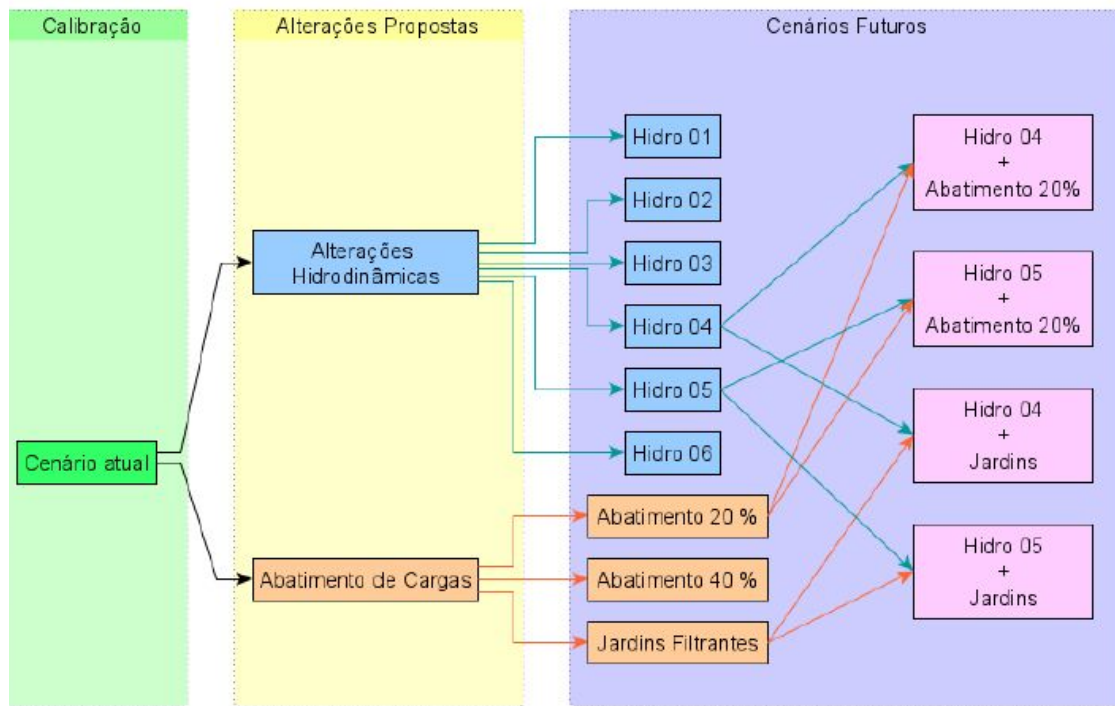 Calibração
Alterações Propostas
Cenários Futuros
Cenário atual
Alterações
Hidrodinâmicas
Abatimento de Cargas
Hidro 01
Hidro 02
Hidro 03
Hidro 04
Hidro 05
Hidro 06
Abatimento 20 %
Abatimento 40 %
Jardins Filtrantes
Hidro 04
+
Abatimento 20%
Hidro 05
+
Abatimento 20%
Hidro 04
+
Jardins
Hidro 05
+
Jardins